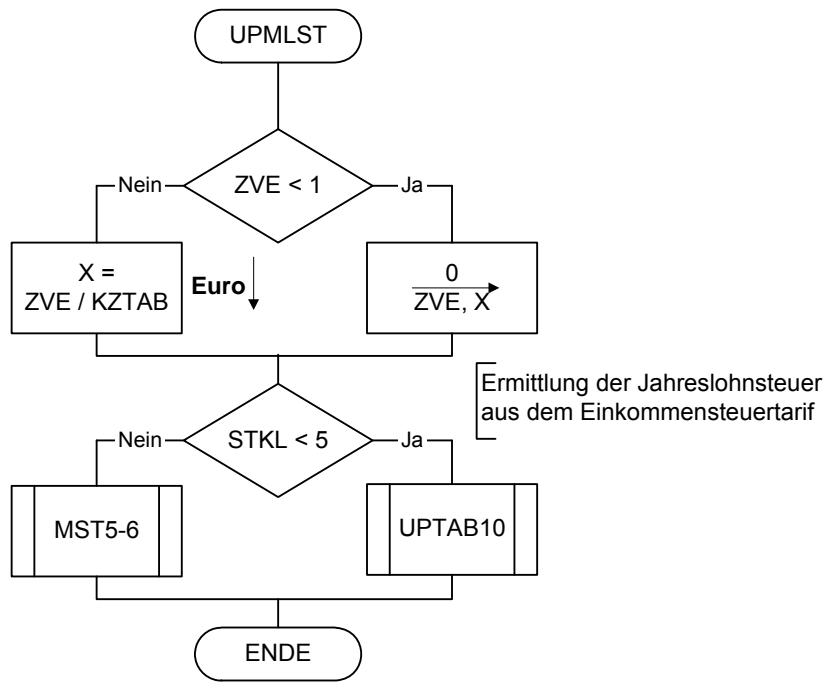 UPMLST
ZVE < 1
Nein
Ja
X =
ZVE / KZTAB
Euro
0
ZVE, X
Ermittlung der Jahreslohnsteuer
aus dem Einkommensteuertarif
STKL < 5
Nein
Ja
MST5-6
UPTAB10
ENDE